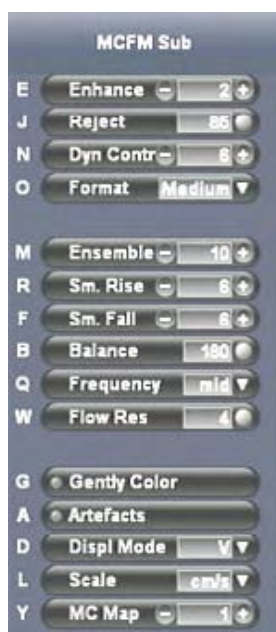 MCFM Sub
E Enhance - 2 +
J Reject 85
N Dyn Contr - 6 +
O Format Medium ▼
M Ensemble - 10 +
R Sm. Rise - 6 +
F Sm. Fall - 6 +
B Balance 180
Q Frequency mid ▼
W Flow Res 4
G Gently Color
A Artefacts
D Displ Mode V ▼
L Scale cm/s ▼
Y MC Map - 1 +